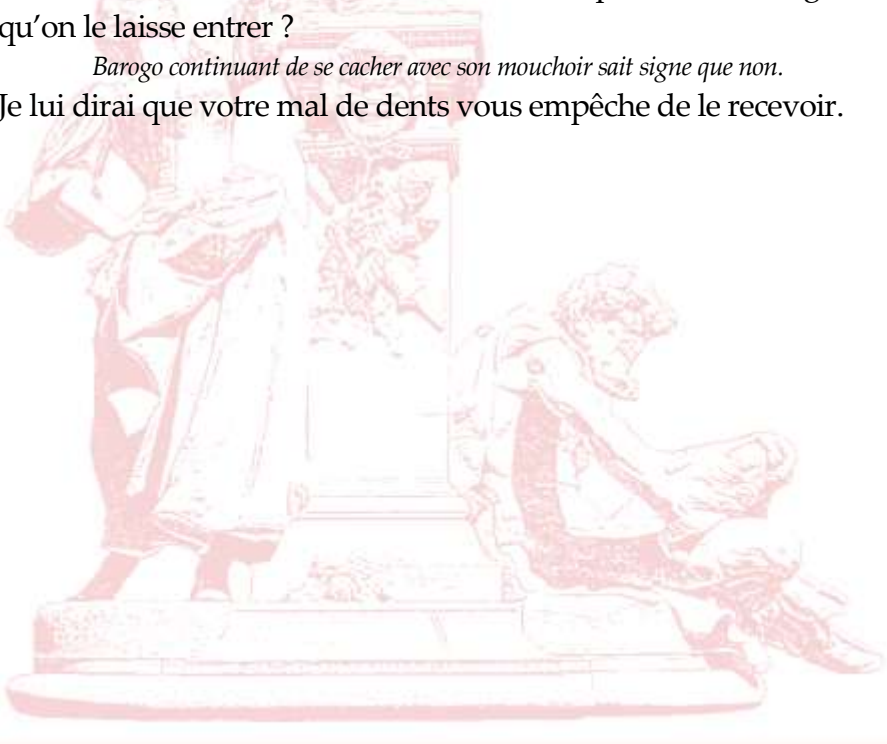 qu’on le laisse entrer ?
Barogo continuant de se cacher avec son mouchoir sait signe que non.
Je lui dirai que votre mal de dents vous empêche de le recevoir.